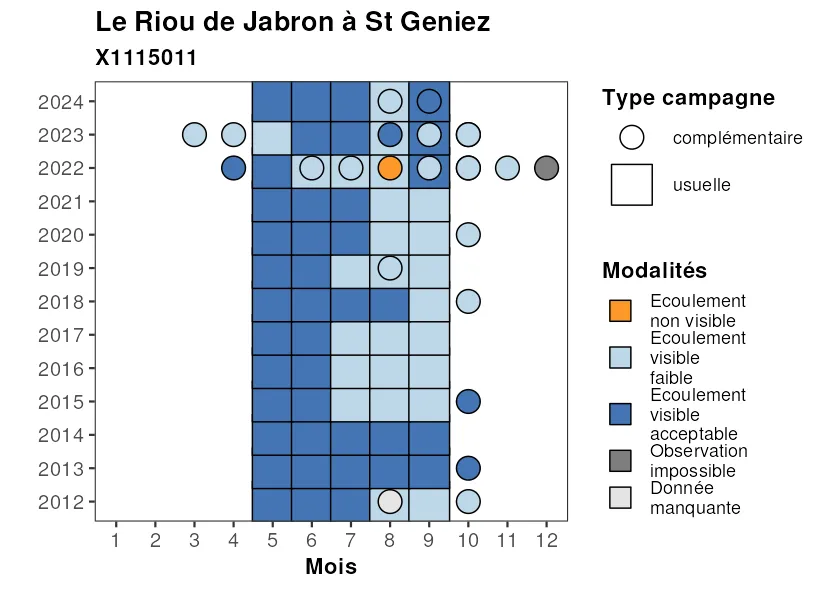 Le Riou de Jabron à St Geniez
X1115011
2024
2023
2022
2021
2020
2019
2018
2017
2016
2015
2014
2013
2012
1 2 3 4 5 6 7 8 9 10 11 12
Mois
Type campagne
complémentaire
usuelle
Modalités
Ecoulement
non visible
Ecoulement
visible
faible
Ecoulement
visible
acceptable
Observation
impossible
Donnée
manquante